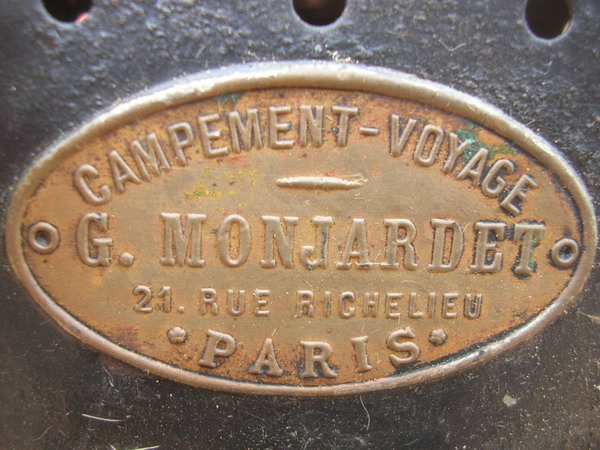 CAMPEMENT-VOYAGE
G. MONJARDET
21. RUE RICHELIEU
* PARIS *